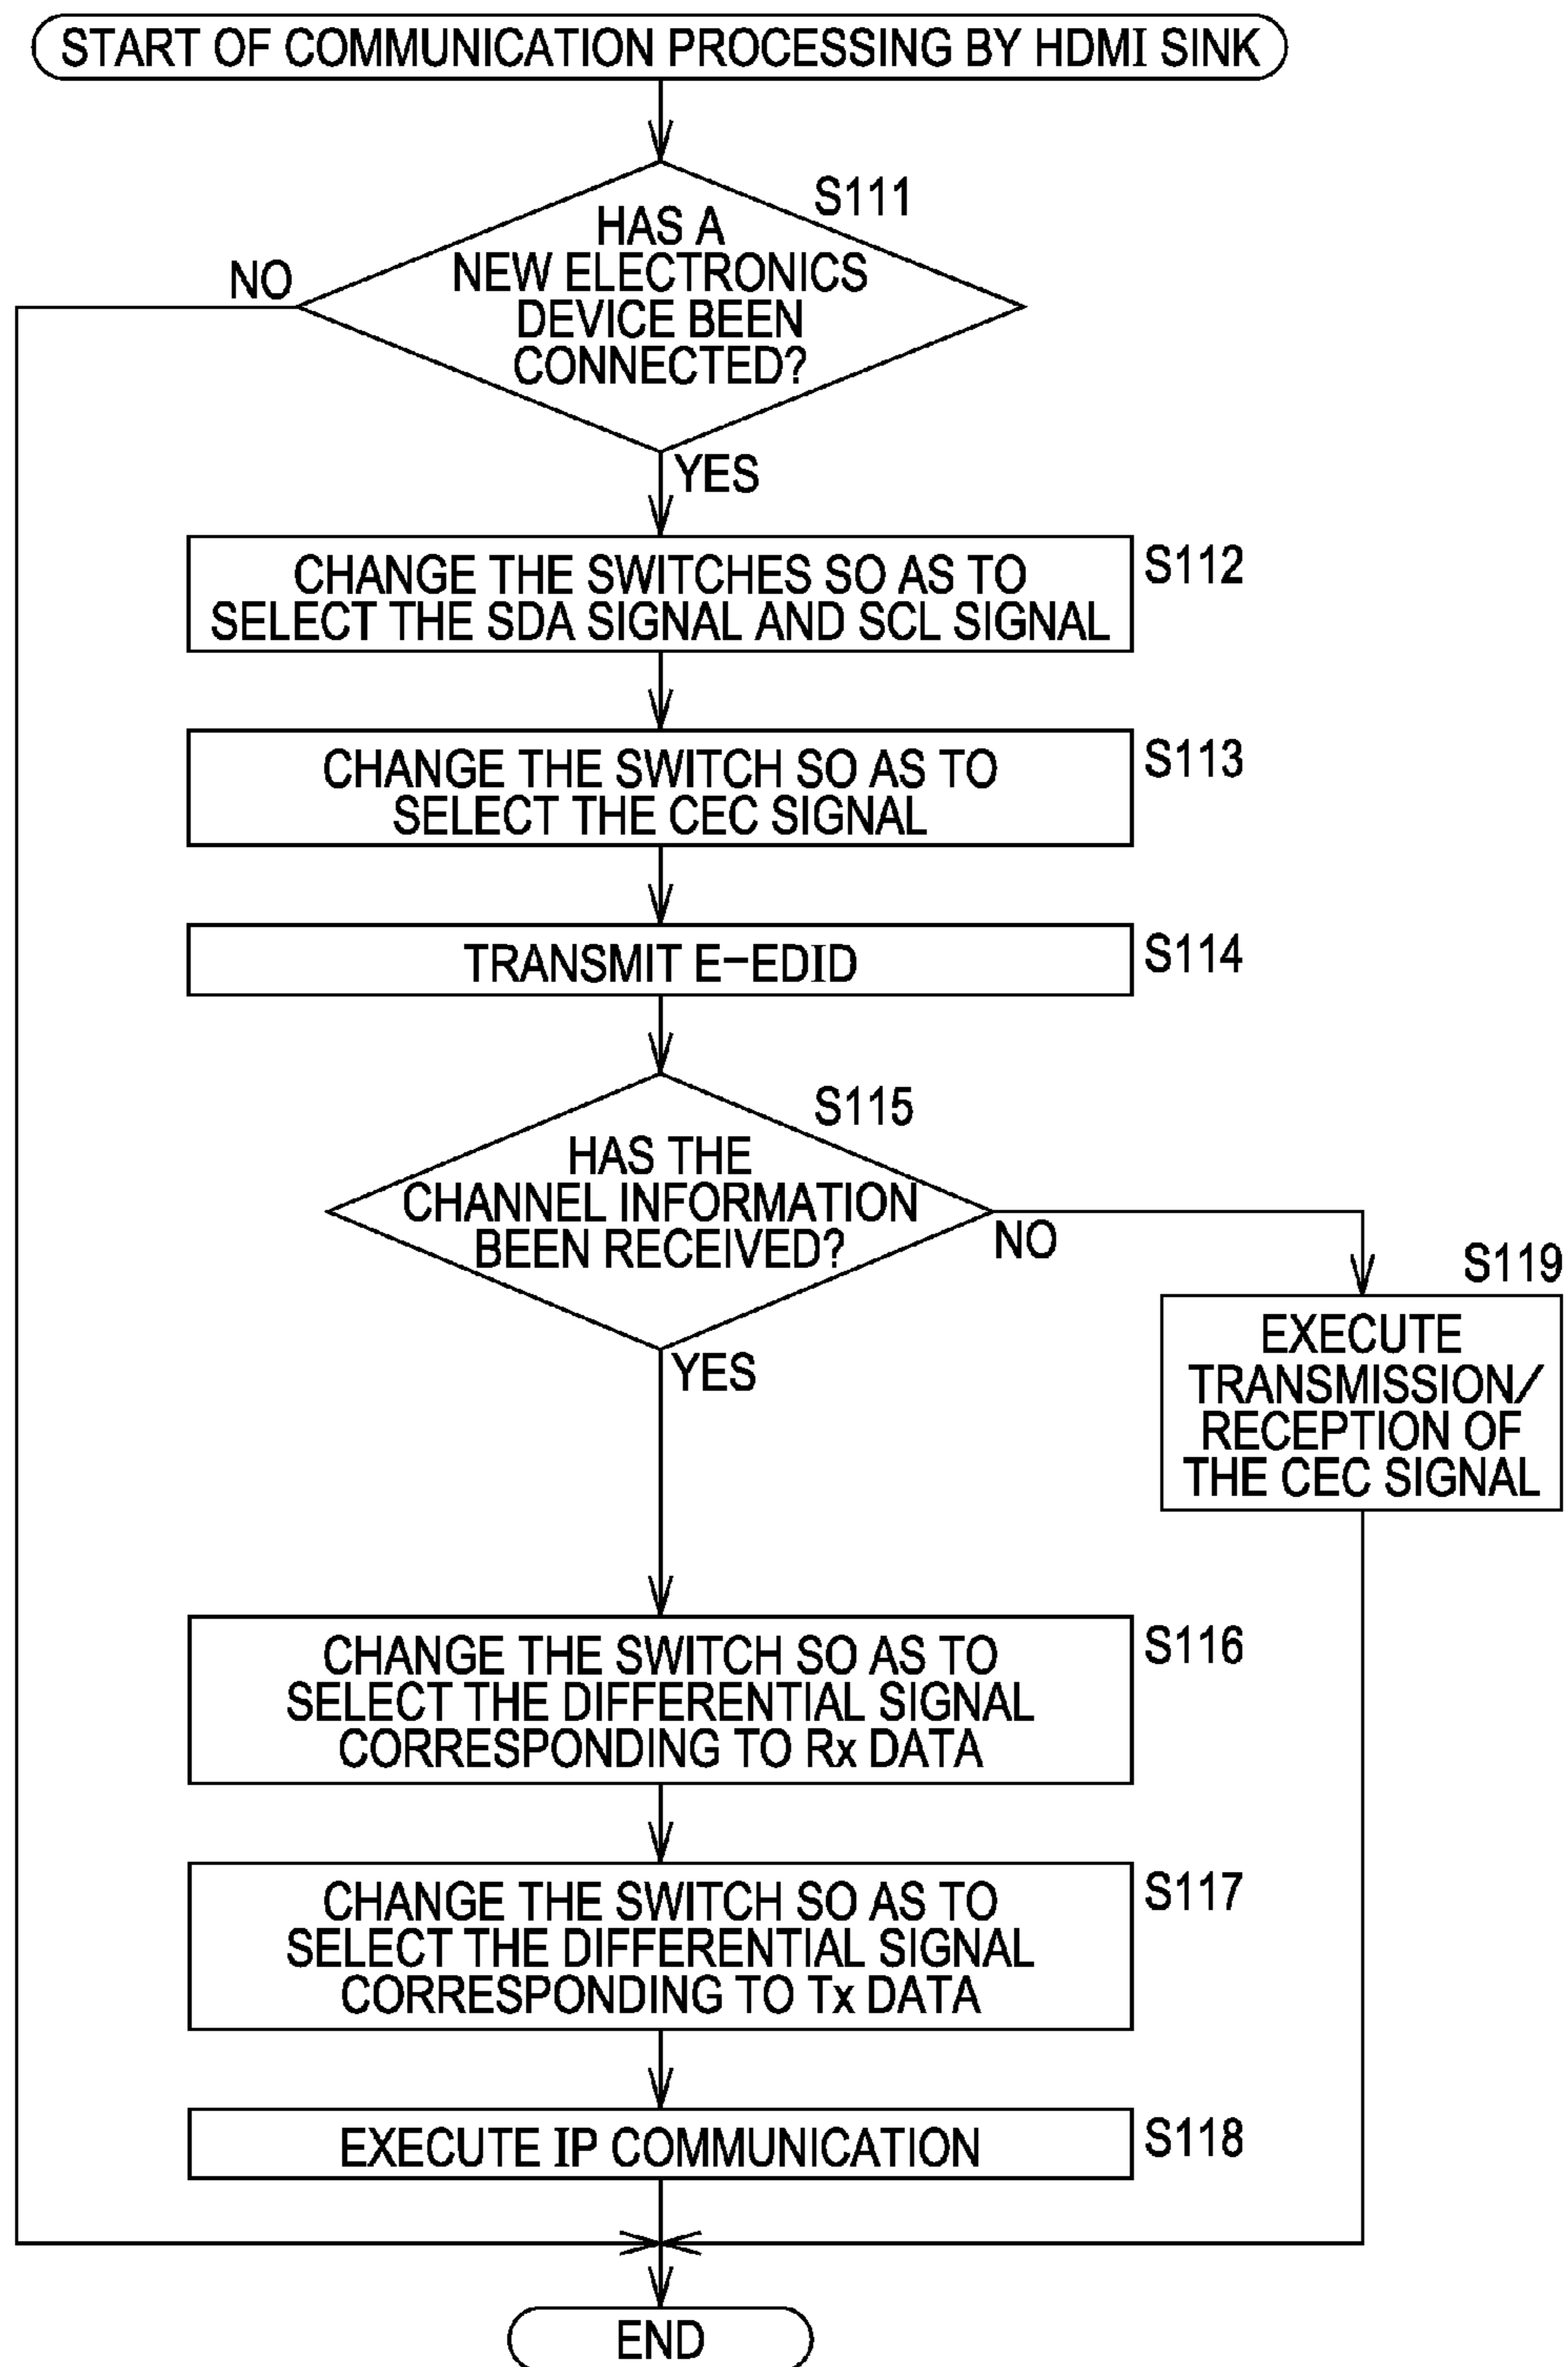 START OF COMMUNICATION PROCESSING BY HDMI SINK
S111
HAS A
NEW ELECTRONICS
DEVICE BEEN
CONNECTED?
NO
YES
CHANGE THE SWITCHES SO AS TO
SELECT THE SDA SIGNAL AND SCL SIGNAL
S112
CHANGE THE SWITCH SO AS TO
SELECT THE CEC SIGNAL
S113
TRANSMIT E-EDID
S114
S115
HAS THE
CHANNEL INFORMATION
BEEN RECEIVED?
NO
YES
S119
EXECUTE
TRANSMISSION/
RECEPTION OF
THE CEC SIGNAL
CHANGE THE SWITCH SO AS TO
SELECT THE DIFFERENTIAL SIGNAL
CORRESPONDING TO Rx DATA
S116
CHANGE THE SWITCH SO AS TO
SELECT THE DIFFERENTIAL SIGNAL
CORRESPONDING TO Tx DATA
S117
EXECUTE IP COMMUNICATION
S118
END